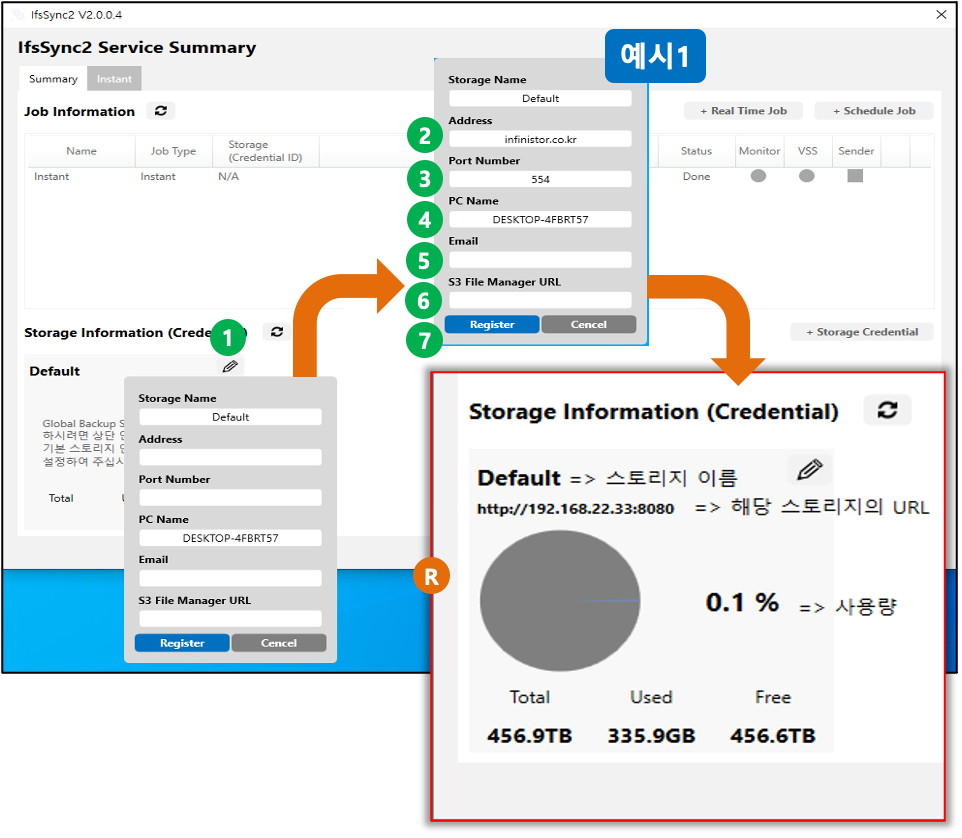 IfsSync2 V2.0.0.4
IfsSync2 Service Summary
예시1
Summary
Instant
Job Information
+ Real Time Job
+ Schedule Job
Name
Job Type
Storage
(Credential ID)
Status
Monitor
VSS
Sender
Instant
Instant
N/A
Done
Storage Name
Default
2
Address
infinistor.co.kr
3
Port Number
554
4
PC Name
DESKTOP-4FBRT57
5
Email
6
S3 File Manager URL
7
Register
Cencel
Storage Information (Crede
)
1
+ Storage Credential
Default
Global Backup S
하시려면 상단
기본 스토리지
설정하여 주십시
Total
Storage Name
Default
Address
Port Number
PC Name
DESKTOP-4FBRT57
Email
S3 File Manager URL
Register
Cencel
R
Storage Information (Credential)
Default => 스토리지 이름
http://192.168.22.33:8080 => 해당 스토리지의 URL
0.1 % => 사용량
Total
Used
Free
456.9TB
335.9GB
456.6TB